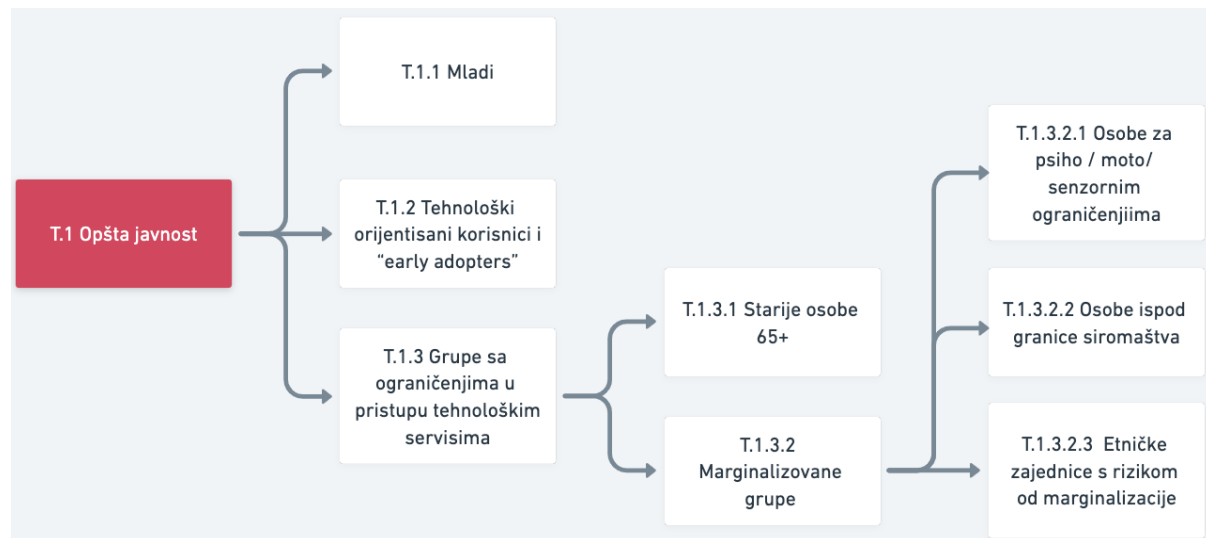 T.1 Opšta javnost
T.1.1 Mladi
T.1.2 Tehnološki
orijentisani korisnici i
“early adopters”
T.1.3 Grupe sa
ograničenjima u
pristupu tehnološkim
servisima
T.1.3.1 Starije osobe
65+
T.1.3.2
Marginalizovane
grupe
T.1.3.2.1 Osobe za
psiho / moto/
senzornim
ograničenjiima
T.1.3.2.2 Osobe ispod
granice siromaštva
T.1.3.2.3 Etničke
zajednice s rizikom
od marginalizacije